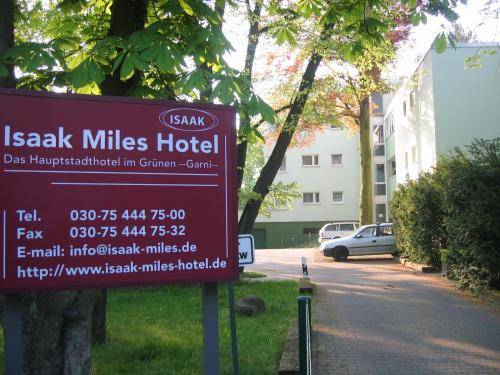 ISAAK
Isaak Miles Hotel
Das Hauptstadthotel im Grünen --Garni--
Tel. 030-75 444 75-00
Fax 030-75 444 75-32
E-mail: info@isaak-miles.de
http://www.isaak-miles-hotel.de